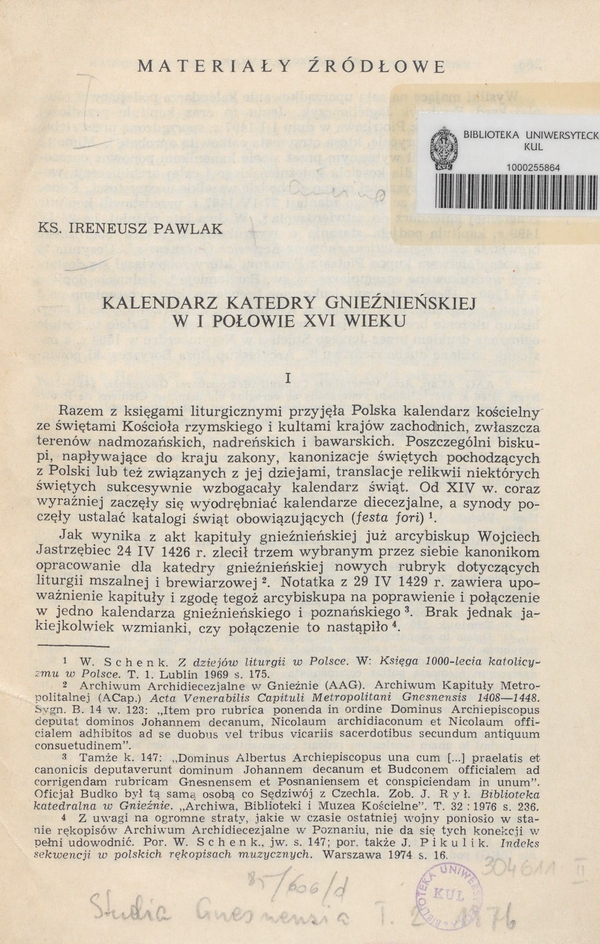 MATERIAŁY ŹRÓDŁOWE
BIBLIOTEKA UNIWERSYTECK
KUL
1000255864
KS. IRENEUSZ PAWLAK
KALENDARZ KATEDRY GNIEŹNIEŃSKIEJ
W I POŁOWIE XVI WIEKU
I
Razem z księgami liturgicznymi przyjęła Polska kalendarz kościelny
ze świętami Kościoła rzymskiego i kultami krajów zachodnich, zwłaszcza
terenów nadmozańskich, nadreńskich i bawarskich. Poszczególni bisku-
pi, napływające do kraju zakony, kanonizacje świętych pochodzących
z Polski lub też związanych z jej dziejami, translacje relikwii niektórych
świętych sukcesywnie wzbogacały kalendarz świąt. Od XIV w. coraz
wyraźniej zaczęły się wyodrębniać kalendarze diecezjalne, a synody po-
częły ustalać katalogi świąt obowiązujących (festa fori) 1.
Jak wynika z akt kapituły gnieźnieńskiej już arcybiskup Wojciech
Jastrzębiec 24 IV 1426 r. zlecił trzem wybranym przez siebie kanonikom
opracowanie dla katedry gnieźnieńskiej nowych rubryk dotyczących
liturgii mszalnej i brewiarzowej 2. Notatka z 29 IV 1429 r. zawiera upo-
ważnienie kapituły i zgodę tegoż arcybiskupa na poprawienie i połączenie
w jedno kalendarza gnieźnieńskiego i poznańskiego 3. Brak jednak ja-
kiejkolwiek wzmianki, czy połączenie to nastąpiło 4.
1 W. Schenk. Z dziejów liturgii w Polsce. W: Księga 1000-lecia katolicy-
zmu w Polsce. T. 1. Lublin 1969 s. 175.
2 Archiwum Archidiecezjalne w Gnieźnie (AAG). Archiwum Kapituły Metro-
politalnej (ACap.) Acta Venerabilis Capituli Metropolitani Gnesnensis 1408—1448.
Sygn. B. 14 w. 123: „Item pro rubrica ponenda in ordine Dominus Archiepiscopus
deputat dominos Johannem decanum, Nicolaum archidiaconum et Nicolaum offi-
cialem adhibitos ad se duobus vel tribus vicariis sacerdotibus secundum antiquum
consuetudinem”.
3 Tamże k. 147: „Dominus Albertus Archiepiscopus una cum [...] praelatis et
canonicis deputaverunt dominum Johannem decanum et Budconem officialem ad
corrigendam rubricam Gnesnensem et Posnaniensem et conspiciendam in unum”.
Oficjał Budko był tą samą osobą co Sędziwój z Czechla. Zob. J. Rył. Biblioteka
katedralna w Gnieźnie. „Archiwa, Biblioteki i Muzea Kościelne”. T. 32 : 1976 s. 236.
4 Z uwagi na ogromne straty, jakie w czasie ostatniej wojny poniosło w sta-
nie rękopisów Archiwum Archidiecezjalne w Poznaniu, nie da się tych konekcji w
pełni udowodnić. Por. W. Schenk., jw. s. 147; por. także J. Pikulik. Indeks
sekwencji w polskich rękopisach muzycznych. Warszawa 1974 s. 16.
85/606/d
304611 II
BIBLIOTEKA UNIWERS
KUL
Studia Gnesnensia T. 2 1976